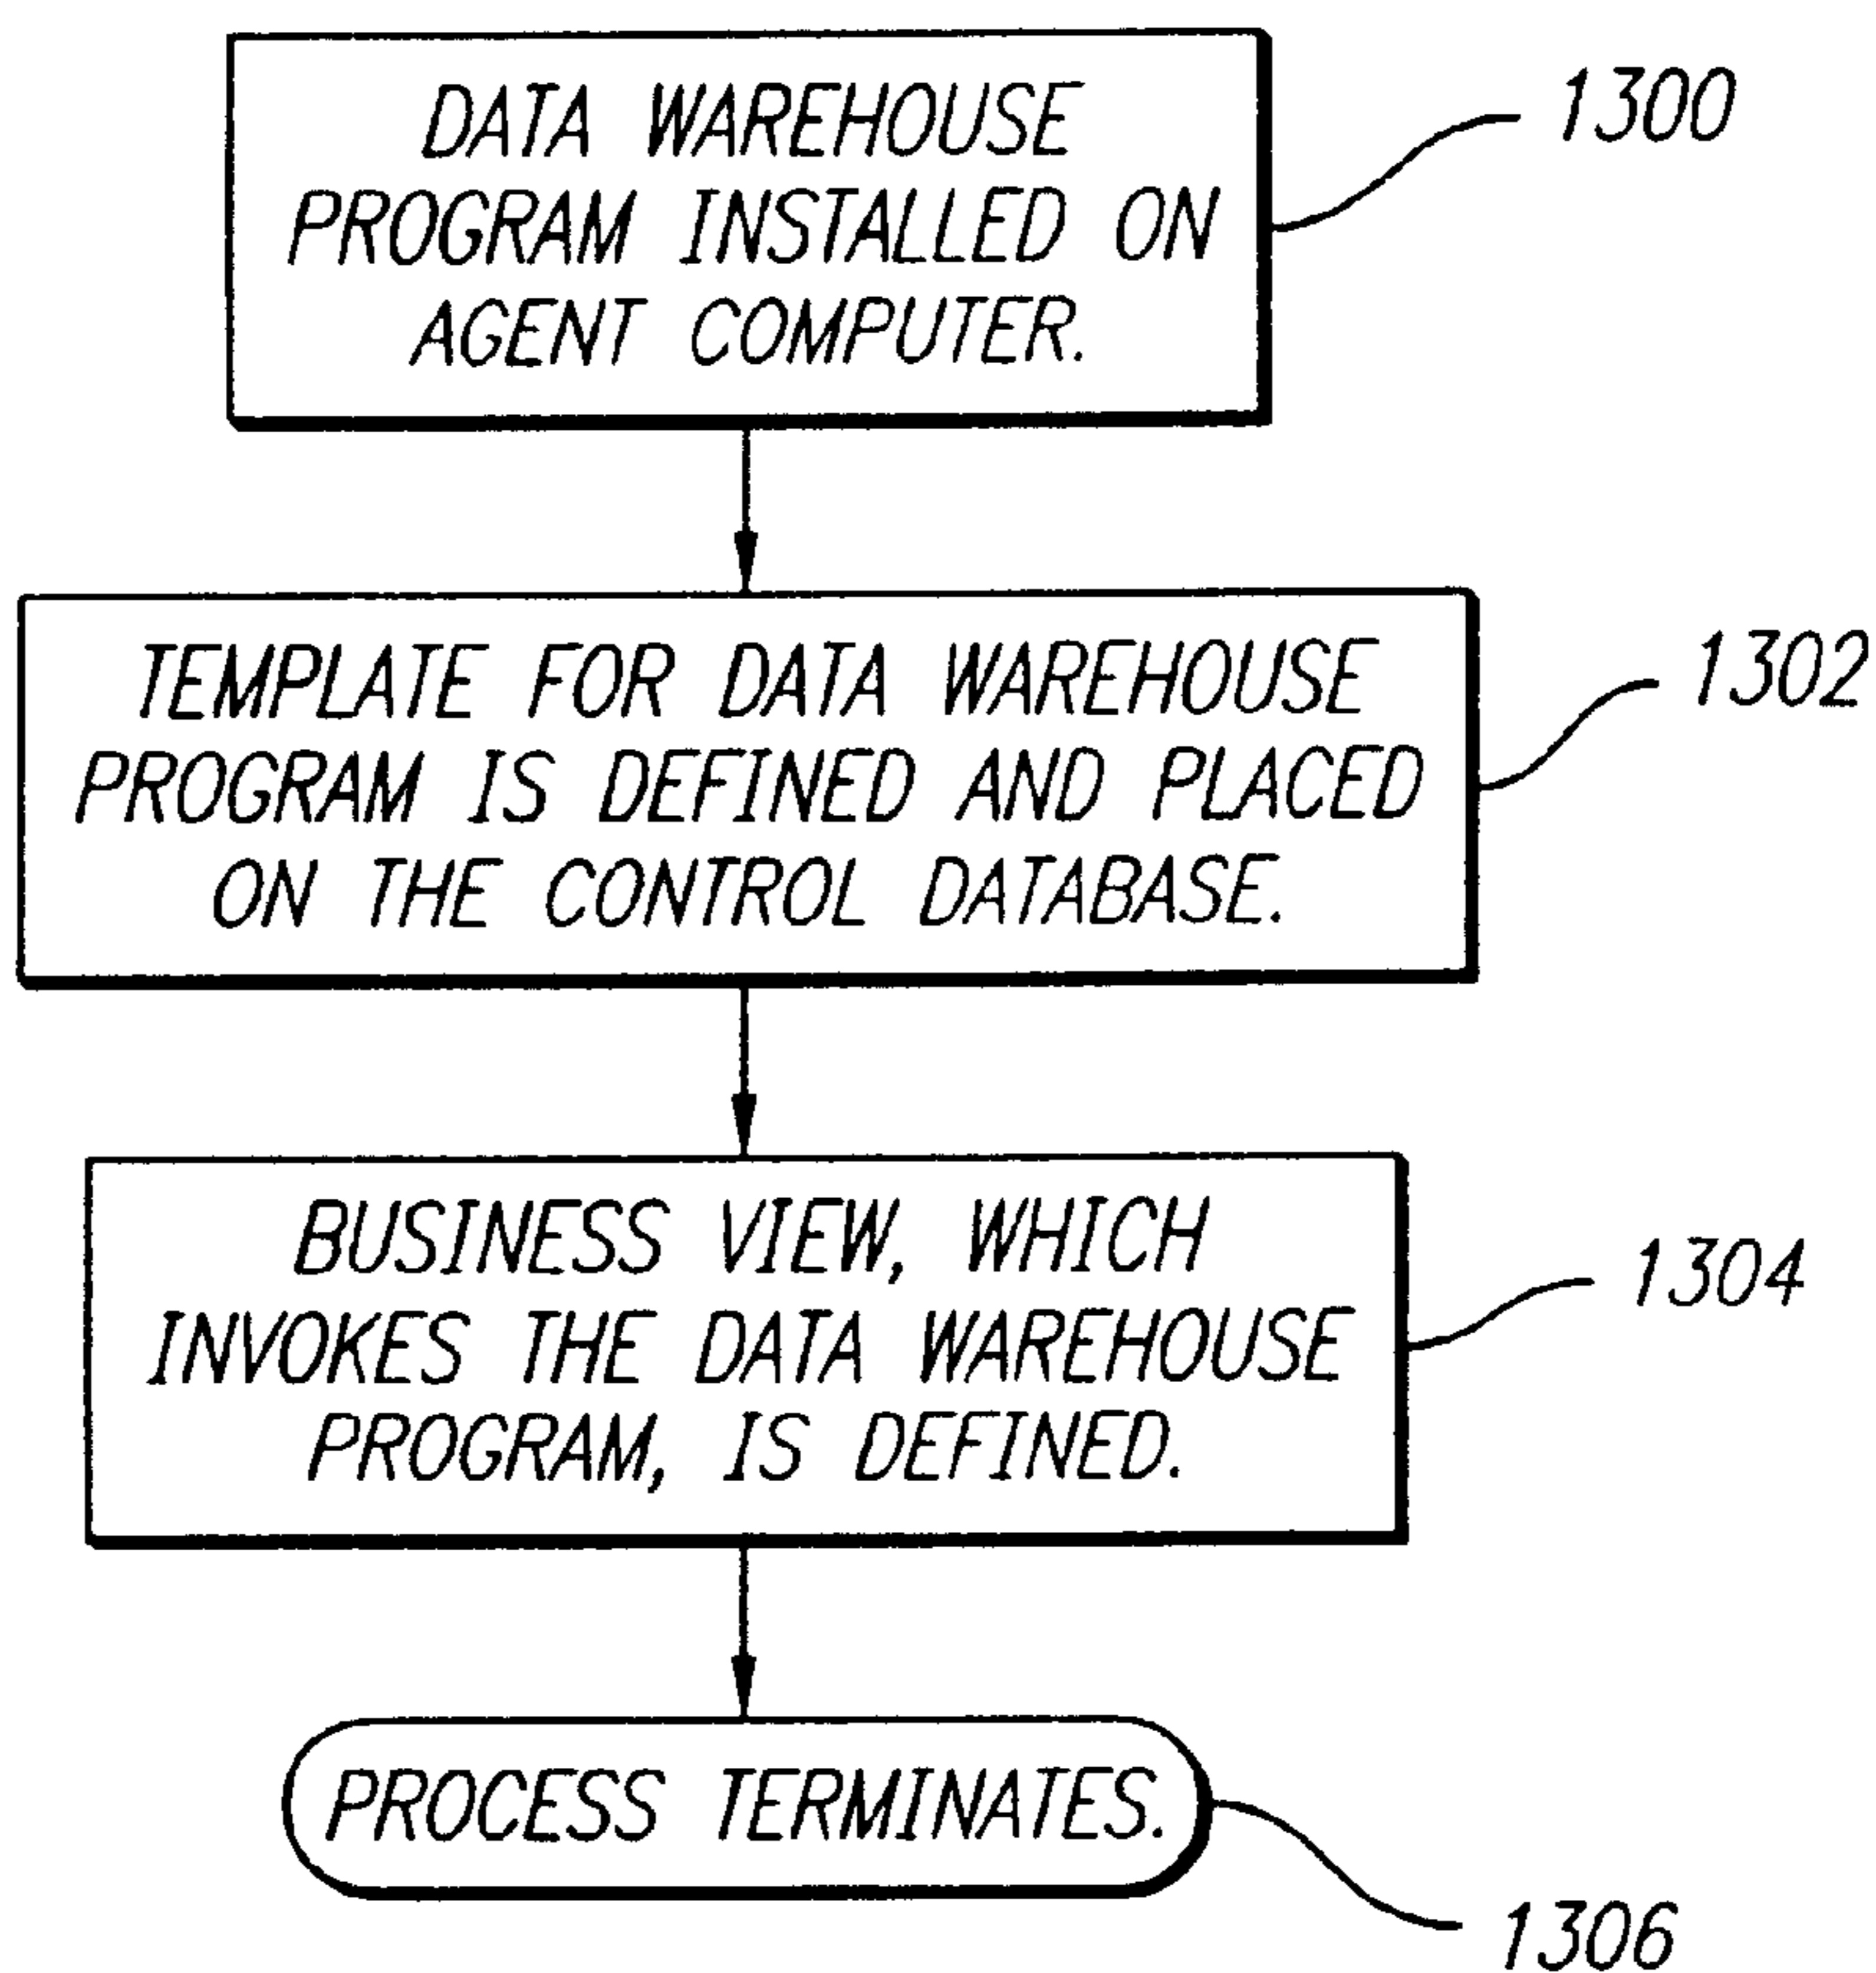 DATA WAREHOUSE
PROGRAM INSTALLED ON
AGENT COMPUTER.
1300
TEMPLATE FOR DATA WAREHOUSE
PROGRAM IS DEFINED AND PLACED
ON THE CONTROL DATABASE.
1302
BUSINESS VIEW, WHICH
INVOKES THE DATA WAREHOUSE
PROGRAM, IS DEFINED.
1304
PROCESS TERMINATES.
1306